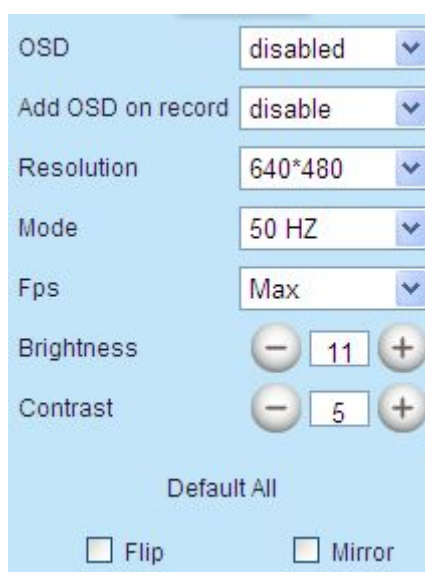 OSD disabled
Add OSD on record disable
Resolution 640*480
Mode 50 HZ
Fps Max
Brightness 11
Contrast 5
Default All
Flip Mirror